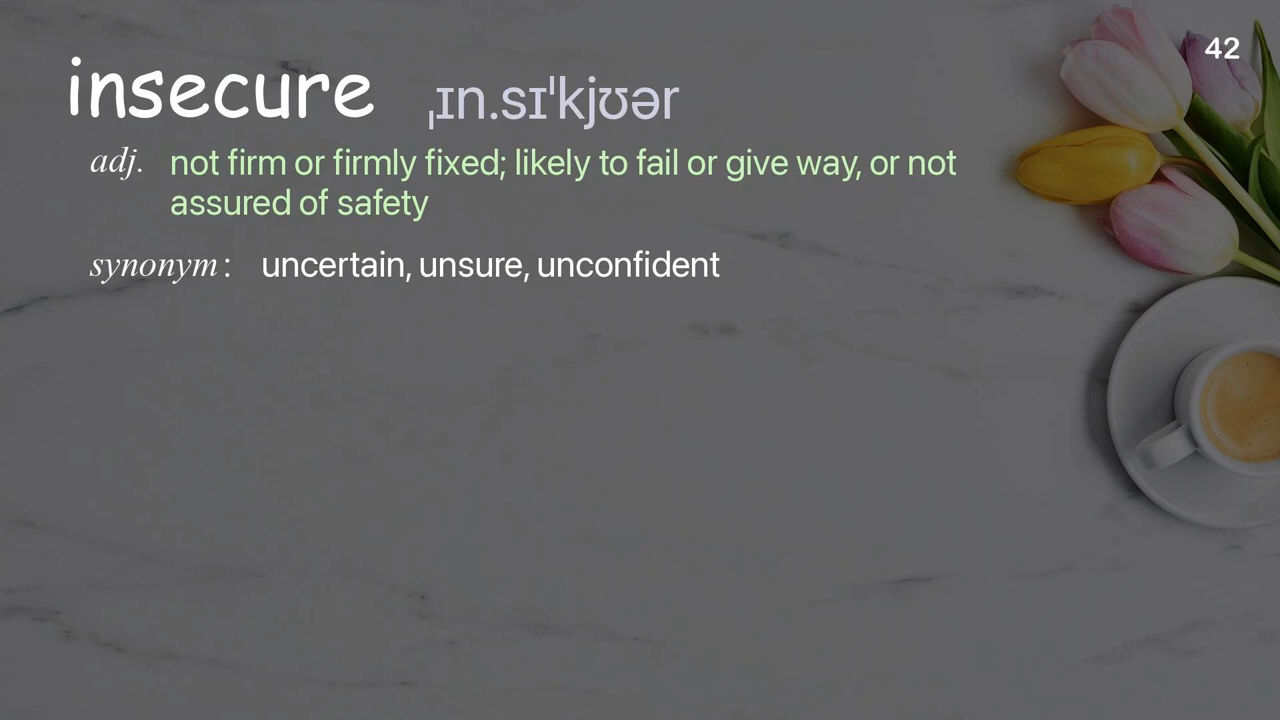 42
insecure ˌɪn.sɪˈkjʊər
adj. not firm or firmly fixed; likely to fail or give way, or not
assured of safety
synonym : uncertain, unsure, unconfident